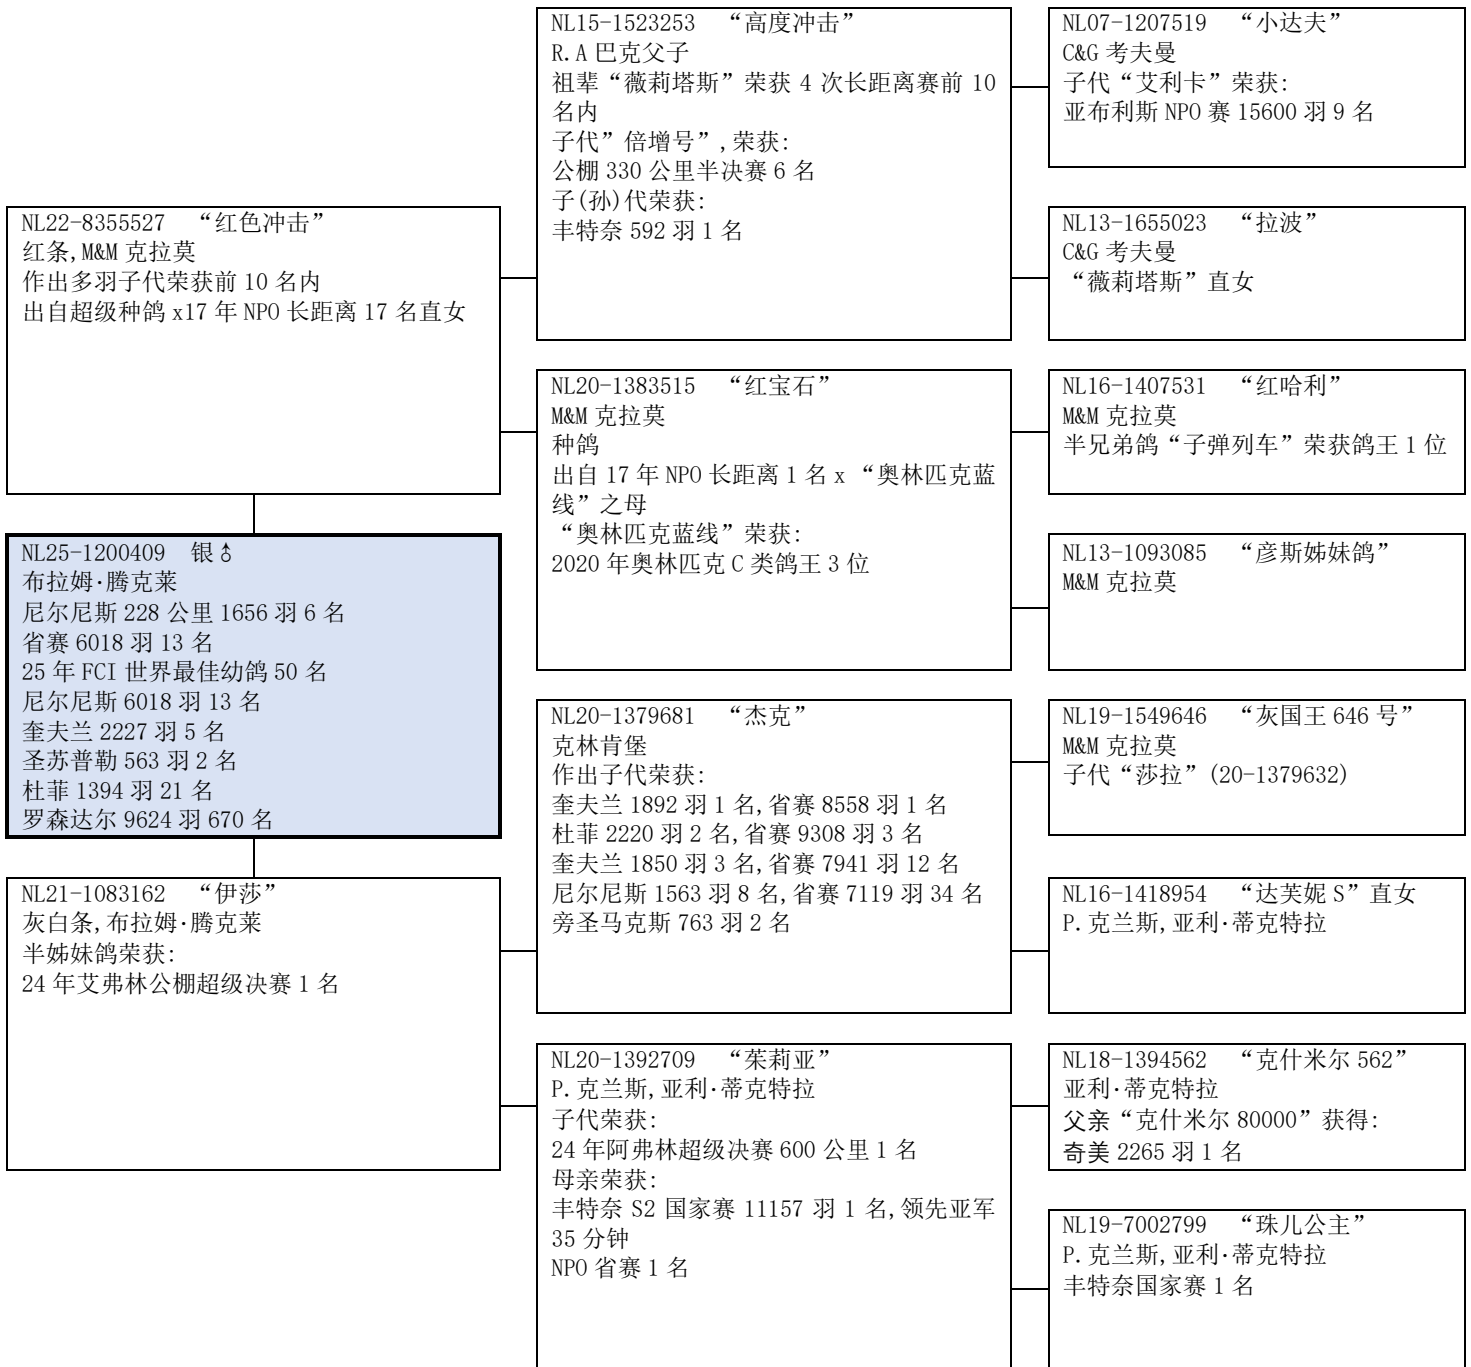 NL22-8355527 “红色冲击”
红条,M&M 克拉莫
作出多羽子代荣获前 10 名内
出自超级种鸽 x17 年 NPO 长距离 17 名直女
NL25-1200409 银♂
布拉姆·腾克莱
尼尔尼斯 228 公里 1656 羽 6 名
省赛 6018 羽 13 名
25 年 FCI 世界最佳幼鸽 50 名
尼尔尼斯 6018 羽 13 名
奎夫兰 2227 羽 5 名
圣苏普勒 563 羽 2 名
杜菲 1394 羽 21 名
罗森达尔 9624 羽 670 名
NL21-1083162 “伊莎”
灰白条,布拉姆·腾克莱
半姊妹鸽荣获:
24 年艾弗林公棚超级决赛 1 名
NL15-1523253 “高度冲击”
R.A 巴克父子
祖辈“薇莉塔斯”荣获 4 次长距离赛前 10
名内
子代”倍增号”,荣获:
公棚 330 公里半决赛 6 名
子(孙)代荣获:
丰特奈 592 羽 1 名
NL20-1383515 “红宝石”
M&M 克拉莫
种鸽
出自 17 年 NPO 长距离 1 名 x “奥林匹克蓝
线”之母
“奥林匹克蓝线”荣获:
2020 年奥林匹克 C 类鸽王 3 位
NL20-1379681 “杰克”
克林肯堡
作出子代荣获:
奎夫兰 1892 羽 1 名,省赛 8558 羽 1 名
杜菲 2220 羽 2 名,省赛 9308 羽 3 名
奎夫兰 1850 羽 3 名,省赛 7941 羽 12 名
尼尔尼斯 1563 羽 8 名,省赛 7119 羽 34 名
旁圣马克斯 763 羽 2 名
NL20-1392709 “茱莉亚”
P.克兰斯,亚利·蒂克特拉
子代荣获:
24 年阿弗林超级决赛 600 公里 1 名
母亲荣获:
丰特奈 S2 国家赛 11157 羽 1 名,领先亚军
35 分钟
NPO 省赛 1 名
NL07-1207519 “小达夫”
C&G 考夫曼
子代“艾利卡”荣获:
亚布利斯 NPO 赛 15600 羽 9 名
NL13-1655023 “拉波”
C&G 考夫曼
“薇莉塔斯”直女
NL16-1407531 “红哈利”
M&M 克拉莫
半兄弟鸽“子弹列车”荣获鸽王 1 位
NL13-1093085 “彦斯姊妹鸽”
M&M 克拉莫
NL19-1549646 “灰国王 646 号”
M&M 克拉莫
子代“莎拉”(20-1379632)
NL16-1418954 “达芙妮 S”直女
P.克兰斯,亚利·蒂克特拉
NL18-1394562 “克什米尔 562”
亚利·蒂克特拉
父亲“克什米尔 80000”获得:
奇美 2265 羽 1 名
NL19-7002799 “珠儿公主”
P.克兰斯,亚利·蒂克特拉
丰特奈国家赛 1 名